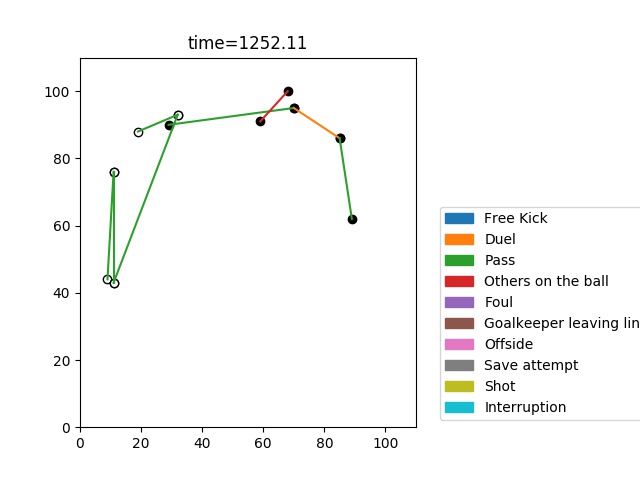 time=1252.11
100
80
60
40
20
0
0 20 40 60 80 100
Free Kick
Duel
Pass
Others on the ball
Foul
Goalkeeper leaving lin
Offside
Save attempt
Shot
Interruption